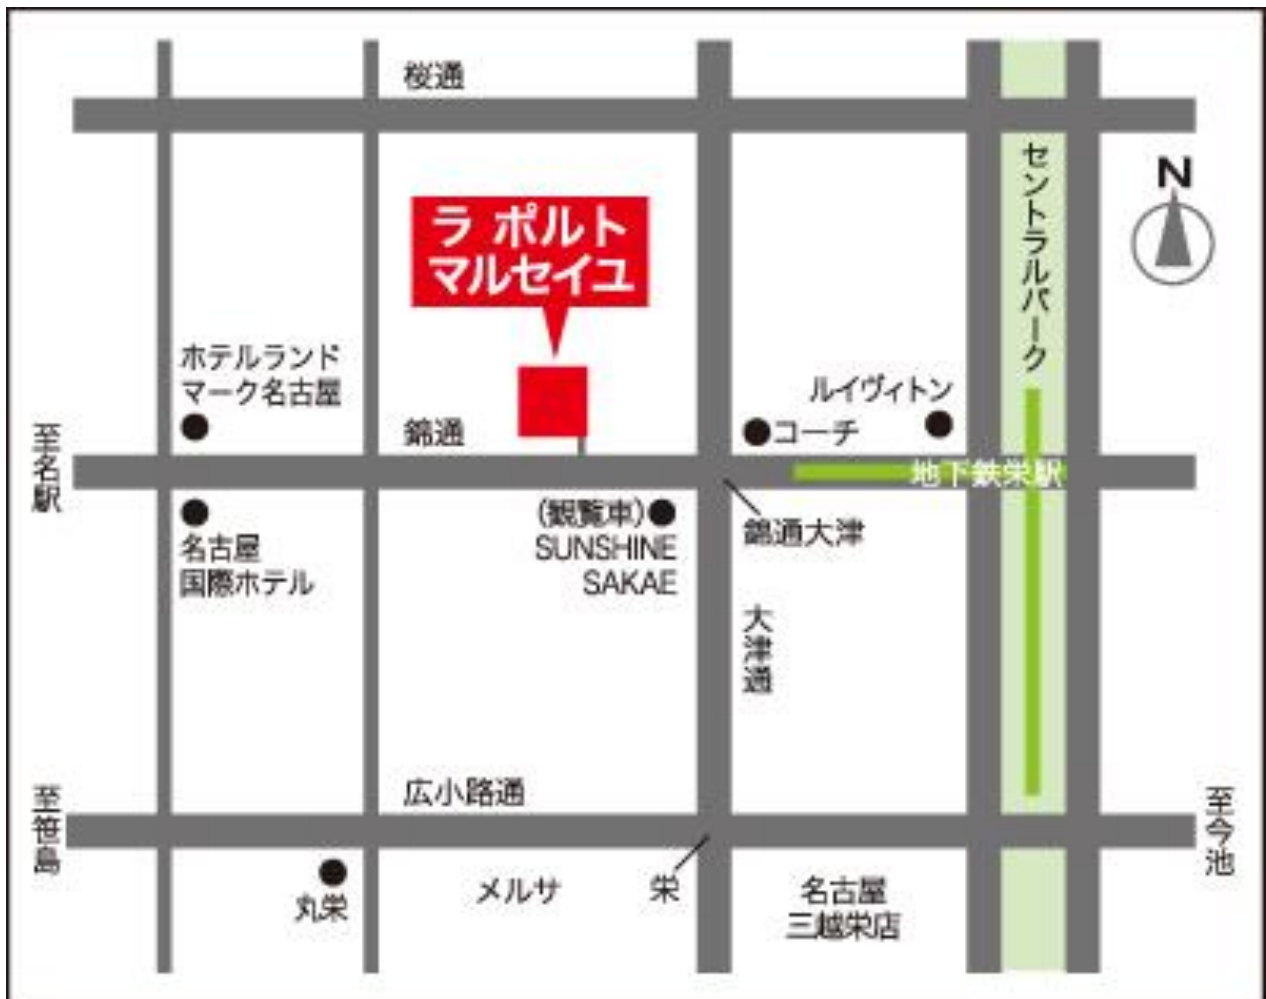 桜通
セントラルパーク
N
ラ ポルト
マルセイユ
ホテルランド
マーク名古屋
ルイヴィトン
コーチ
錦通
至名駅
地下鉄栄駅
名古屋
国際ホテル
(観覧車)
SUNSHINE
SAKAE
錦通大津
大津通
広小路通
至笹島
至今池
丸栄
メルサ
栄
名古屋
三越栄店